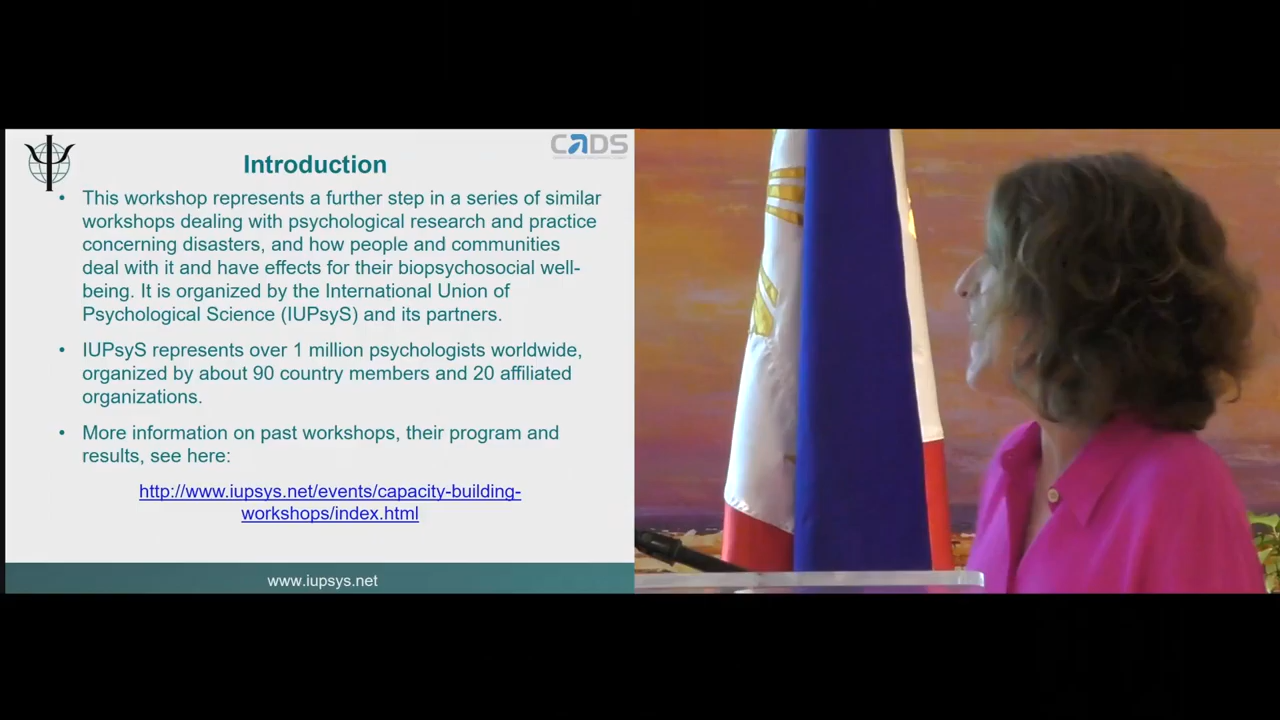 CADS
Introduction
• This workshop represents a further step in a series of similar
workshops dealing with psychological research and practice
concerning disasters, and how people and communities
deal with it and have effects for their biopsychosocial well-
being. It is organized by the International Union of
Psychological Science (IUPsyS) and its partners.
• IUPsyS represents over 1 million psychologists worldwide,
organized by about 90 country members and 20 affiliated
organizations.
• More information on past workshops, their program and
results, see here:
http://www.iupsys.net/events/capacity-building-
workshops/index.html
www.iupsys.net